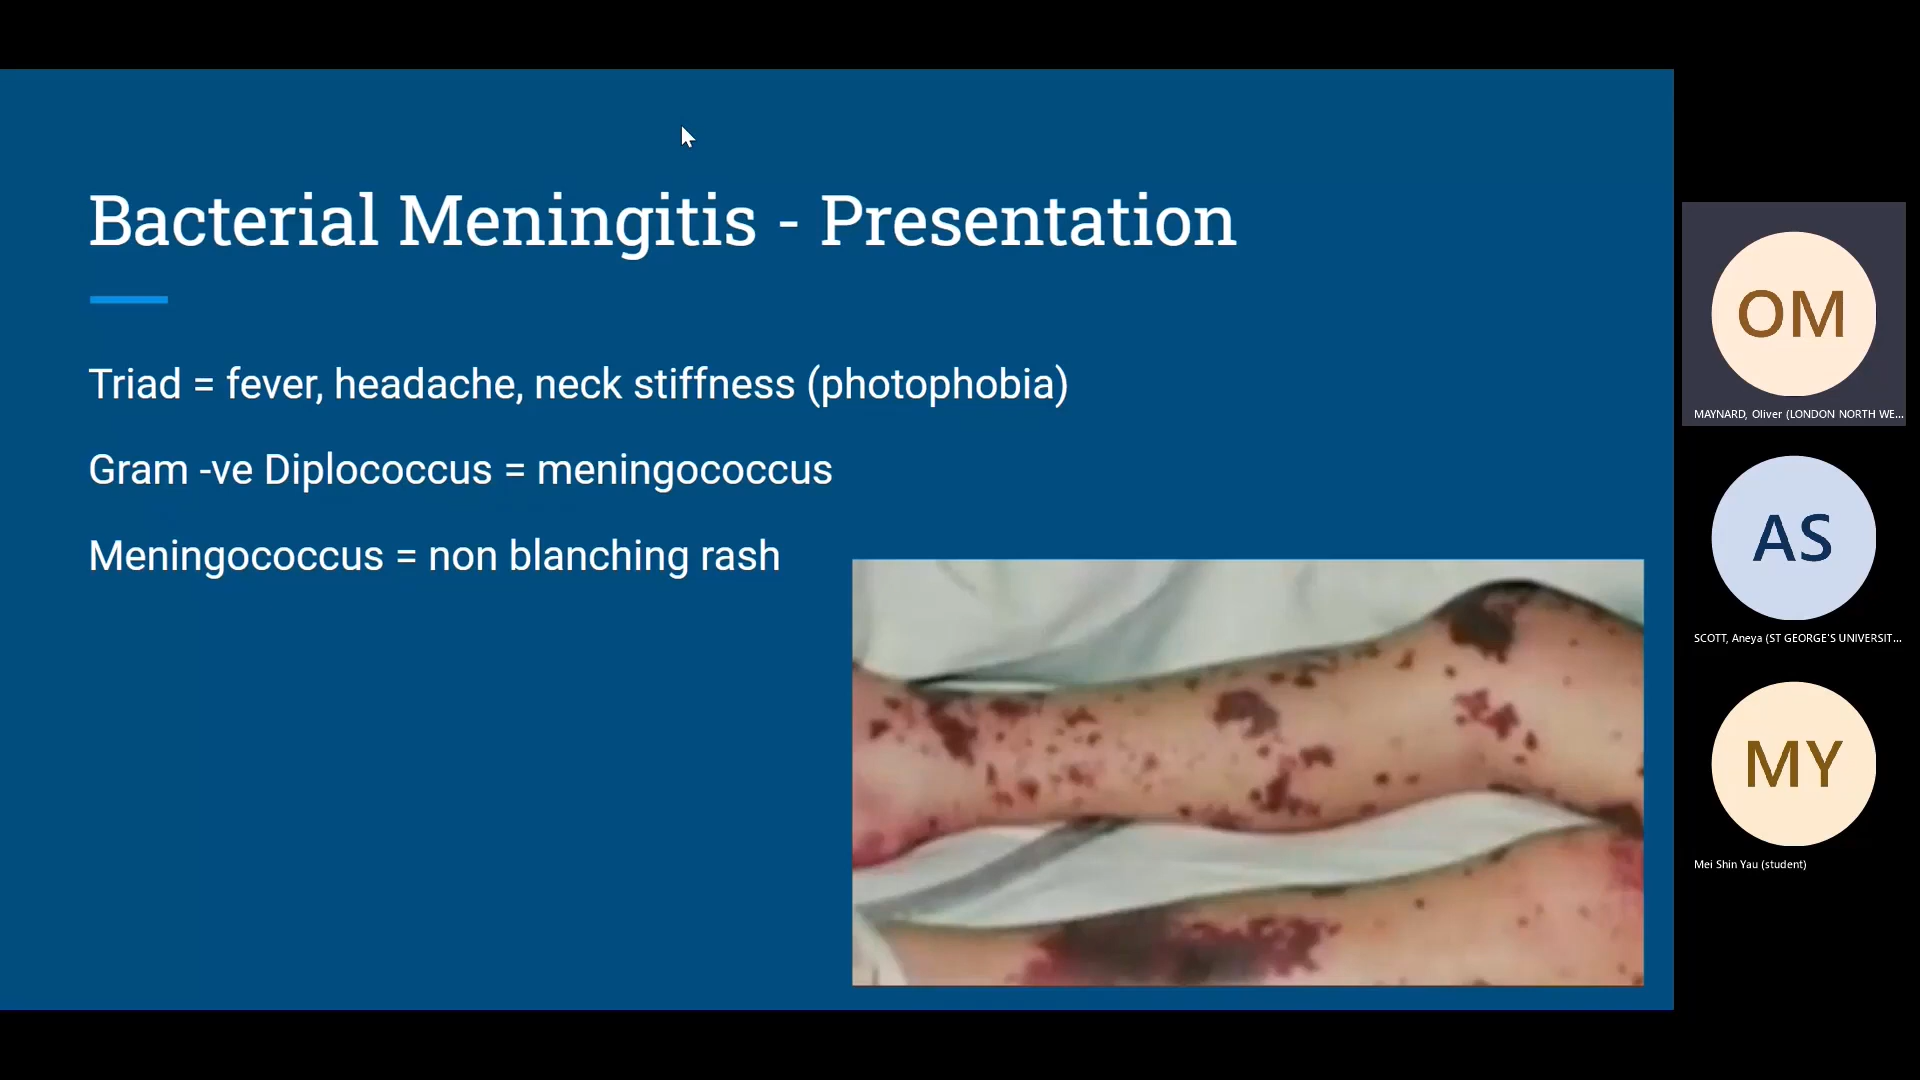 Bacterial Meningitis - Presentation
Triad = fever, headache, neck stiffness (photophobia)
Gram -ve Diplococcus = meningococcus
Meningococcus = non blanching rash
OM
MAYNARD, Oliver (LONDON NORTH WE...
AS
SCOTT, Aneya (ST GEORGE'S UNIVERSIT...
MY
Mei Shin Yau (student)